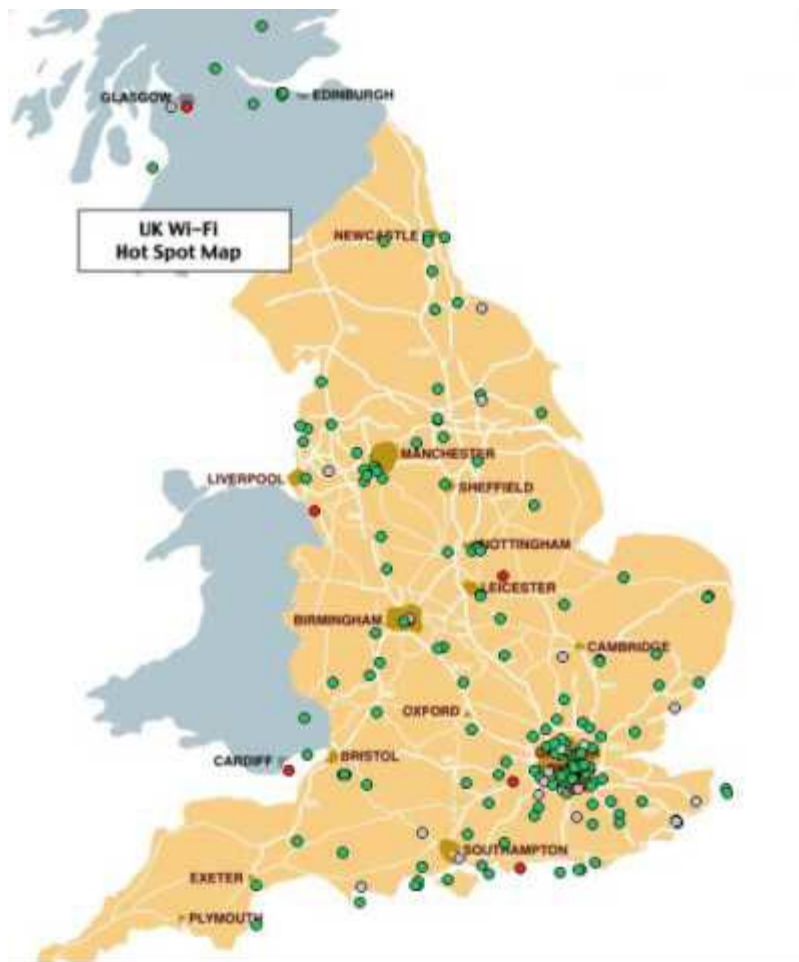 GLASGOW
EDINBURGH
UK Wi-Fi
Hot Spot Map
NEWCASTLE
MANCHESTER
LIVERPOOL
SHEFFIELD
NOTTINGHAM
LEICESTER
BIRMINGHAM
CAMBRIDGE
OXFORD
CARDIFF
BRISTOL
SOUTHAMPTON
EXETER
PLYMOUTH